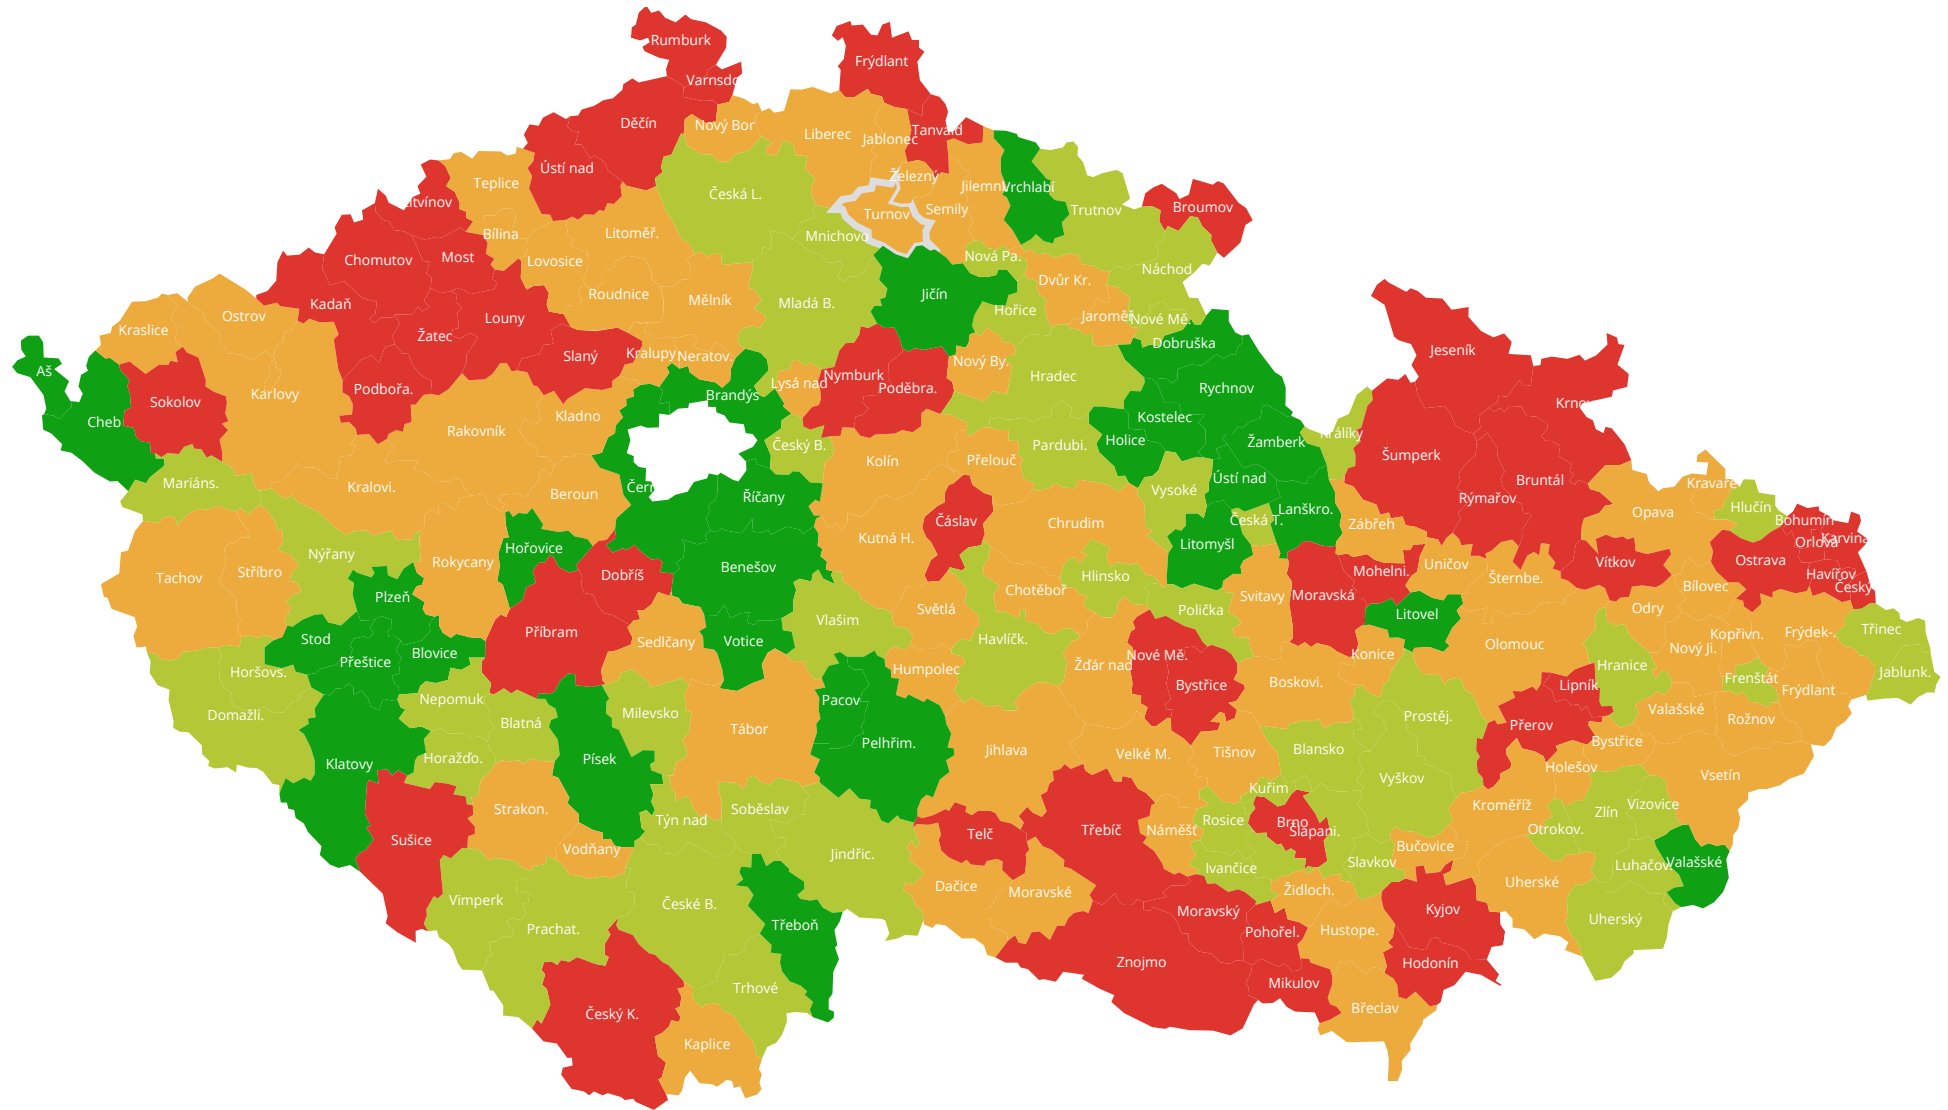 Rumburk
Frýdlant
Varnsdo
Děčín
Nový Bor
Liberec
Jablonec
Tanvald
Ústí nad
Teplice
Česká L.
Železný
Jilemni
Vrchlabí
Litvínov
Turnov
Semily
Trutnov
Broumov
Bílina
Litoměř.
Mnichovo
Most
Chomutov
Lovosice
Nová Pa.
Náchod
Kadaň
Roudnice
Mělník
Mladá B.
Jičín
Dvůr Kr.
Ostrov
Louny
Hořice
Jaroměř
Nové Mě.
Kraslice
Žatec
Dobruška
Slaný
Kralupy
Neratov.
Nový By.
Jeseník
Aš
Lysá nad
Nymburk
Poděbra.
Hradec
Rychnov
Sokolov
Karlovy
Podbořa.
Brandýs
Krnov
Cheb
Rakovník
Kladno
Kostelec
Králíky
Český B.
Pardubi.
Holice
Žamberk
Kolín
Přelouč
Šumperk
Mariáns.
Kralovi.
Beroun
Čern
Říčany
Vysoké
Ústí nad
Rýmařov
Bruntál
Kravaře
Čáslav
Chrudim
Česká T.
Lanškro.
Zábřeh
Opava
Hlučín
Bohumín
Nýřany
Hořovice
Kutná H.
Litomyšl
Orlová
Karviná
Tachov
Stříbro
Rokycany
Dobříš
Benešov
Hlinsko
Mohelni.
Uničov
Šternbe.
Vítkov
Ostrava
Havířov
Český
Plzeň
Světlá
Chotěboř
Polička
Svitavy
Moravská
Litovel
Odry
Bílovec
Stod
Příbram
Sedlčany
Votice
Vlašim
Havlíčk.
Olomouc
Kopřivn.
Frýdek-.
Třinec
Přeštice
Blovice
Nový Ji.
Horšovs.
Humpolec
Žďár nad
Nové Mě.
Konice
Hranice
Frenštát
Jablunk.
Nepomuk
Pacov
Bystřice
Boskovi.
Lipník
Frýdlant
Domažli.
Blatná
Milevsko
Tábor
Prostěj.
Přerov
Valašské
Rožnov
Klatovy
Horažďo.
Písek
Pelhřim.
Jihlava
Velké M.
Tišnov
Blansko
Bystřice
Vyškov
Holešov
Vsetín
Strakon.
Soběslav
Kuřim
Kroměříž
Vizovice
Týn nad
Rosice
Brno
Zlín
Sušice
Telč
Třebíč
Náměšť
Šlapani.
Otrokov.
Vodňany
Jindřic.
Bučovice
Ivančice
Slavkov
Luhačov.
Valašské
Dačice
Moravské
Židloch.
Uherské
Vimperk
České B.
Moravský
Kyjov
Uherský
Prachat.
Třeboň
Pohořel.
Hustope.
Znojmo
Hodonín
Trhové
Mikulov
Český K.
Břeclav
Kaplice